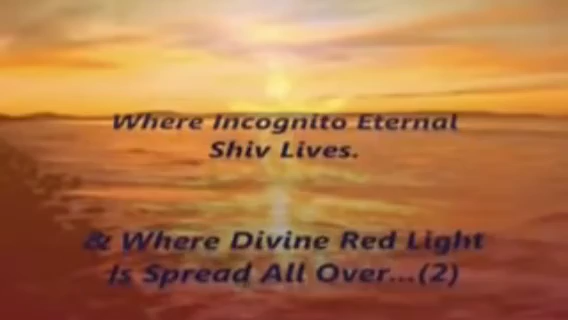 Where Incognito Eternal
Shiv Lives.
& Where Divine Red Light
Is Spread All Over...(2)